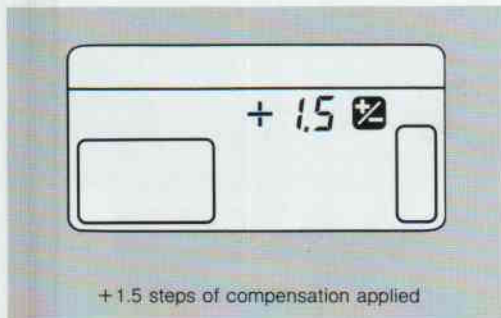 + 1.5 +/-
+1.5 steps of compensation applied